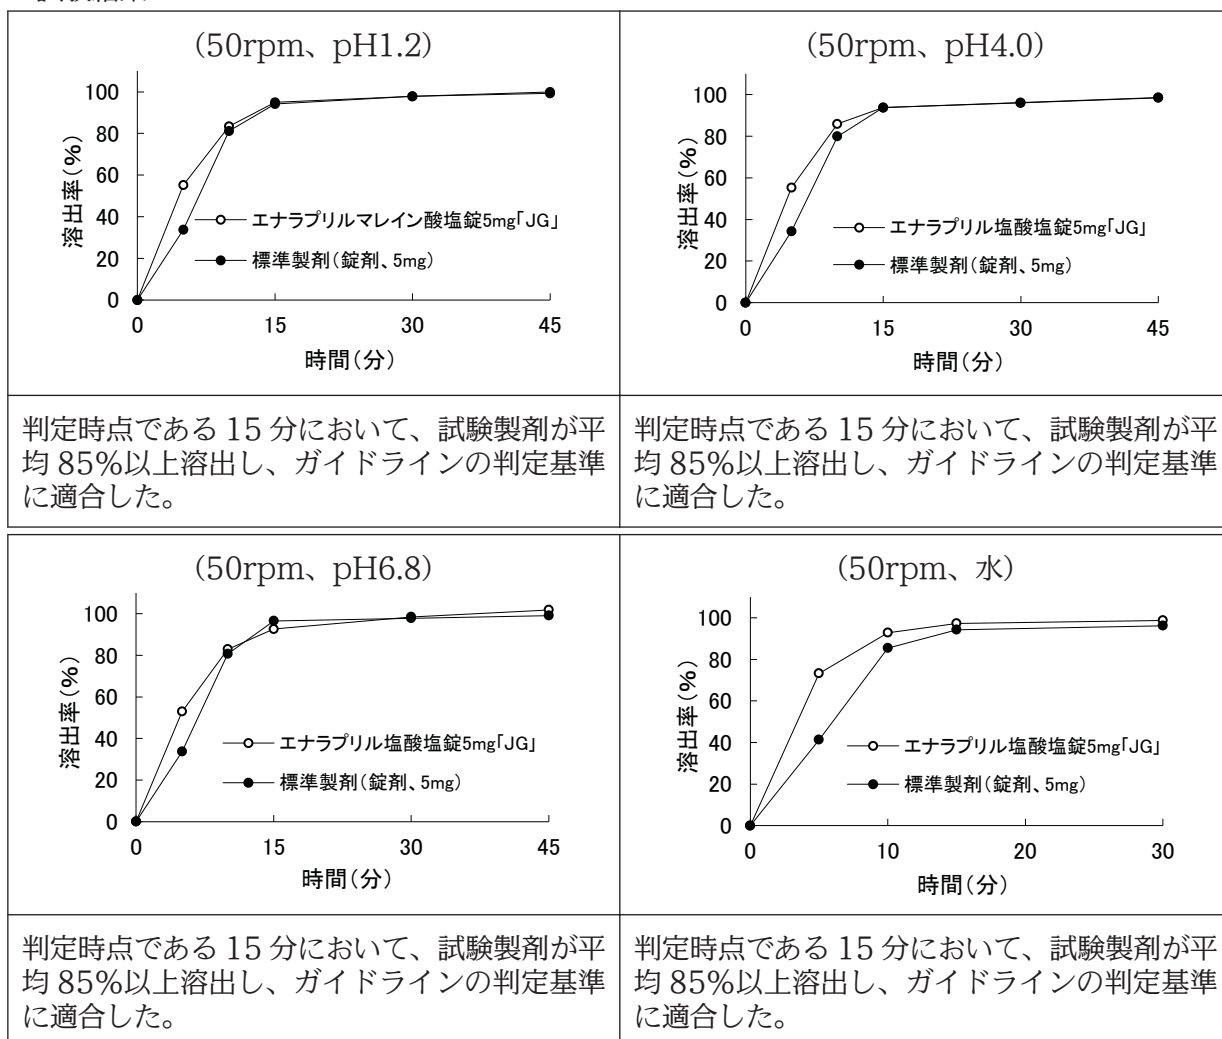 (50rpm、pH1.2)
100
80
60
40
20
0
溶出率(%)
エナラプリルマレイン酸塩錠5mg「JG」
標準製剤(錠剤、5mg)
0 15 30 45
時間(分)
判定時点である 15 分において、試験製剤が平
均 85%以上溶出し、ガイドラインの判定基準
に適合した。
(50rpm、pH4.0)
100
80
60
40
20
0
溶出率(%)
エナラプリル塩酸塩錠5mg「JG」
標準製剤(錠剤、5mg)
0 15 30 45
時間(分)
判定時点である 15 分において、試験製剤が平
均 85%以上溶出し、ガイドラインの判定基準
に適合した。
(50rpm、pH6.8)
100
80
60
40
20
0
溶出率(%)
エナラプリル塩酸塩錠5mg「JG」
標準製剤(錠剤、5mg)
0 15 30 45
時間(分)
判定時点である 15 分において、試験製剤が平
均 85%以上溶出し、ガイドラインの判定基準
に適合した。
(50rpm、水)
100
80
60
40
20
0
溶出率(%)
エナラプリル塩酸塩錠5mg「JG」
標準製剤(錠剤、5mg)
0 10 20 30
時間(分)
判定時点である 15 分において、試験製剤が平
均 85%以上溶出し、ガイドラインの判定基準
に適合した。